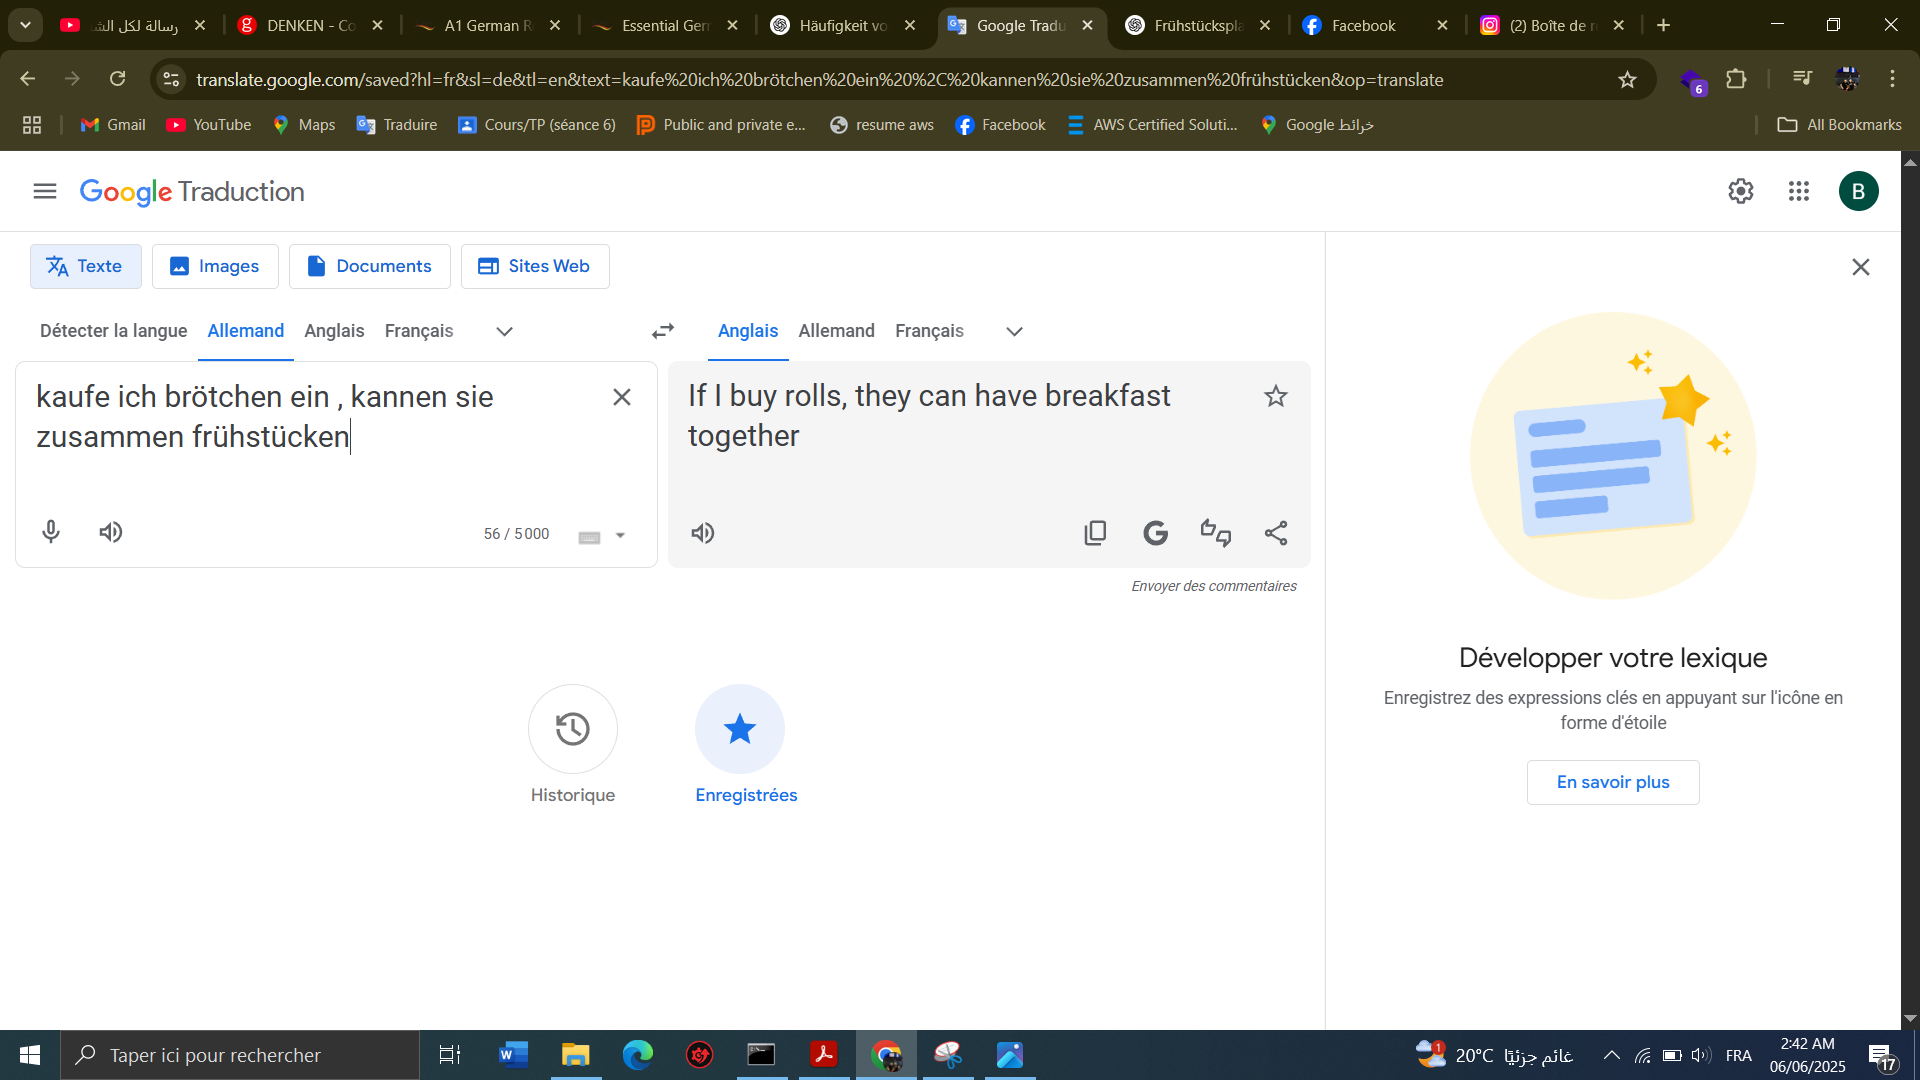 رسالة لكل الش
DENKEN - Co
A1 German R
Essential Ger
Häufigkeit vo
Google Tradu
Frühstückspla
Facebook
(2) Boîte de r
translate.google.com/saved?hl=fr&sl=de&tl=en&text=kaufe%20ich%20brötchen%20ein%20%2C%20kannen%20sie%20zusammen%20frühstücken&op=translate
6
Gmail
YouTube
Maps
Traduire
Cours/TP (séance 6)
Public and private e...
resume aws
Facebook
AWS Certified Soluti...
خرائط Google
All Bookmarks
Google Traduction
B
Texte
Images
Documents
Sites Web
Détecter la langue
Allemand
Anglais
Français
Anglais
Allemand
Français
kaufe ich brötchen ein , kannen sie
zusammen frühstücken
56 / 5 000
If I buy rolls, they can have breakfast
together
Envoyer des commentaires
Historique
Enregistrées
Développer votre lexique
Enregistrez des expressions clés en appuyant sur l'icône en
forme d'étoile
En savoir plus
Taper ici pour rechercher
1
20°C غائم جزئيًا
FRA
2:42 AM
06/06/2025
17